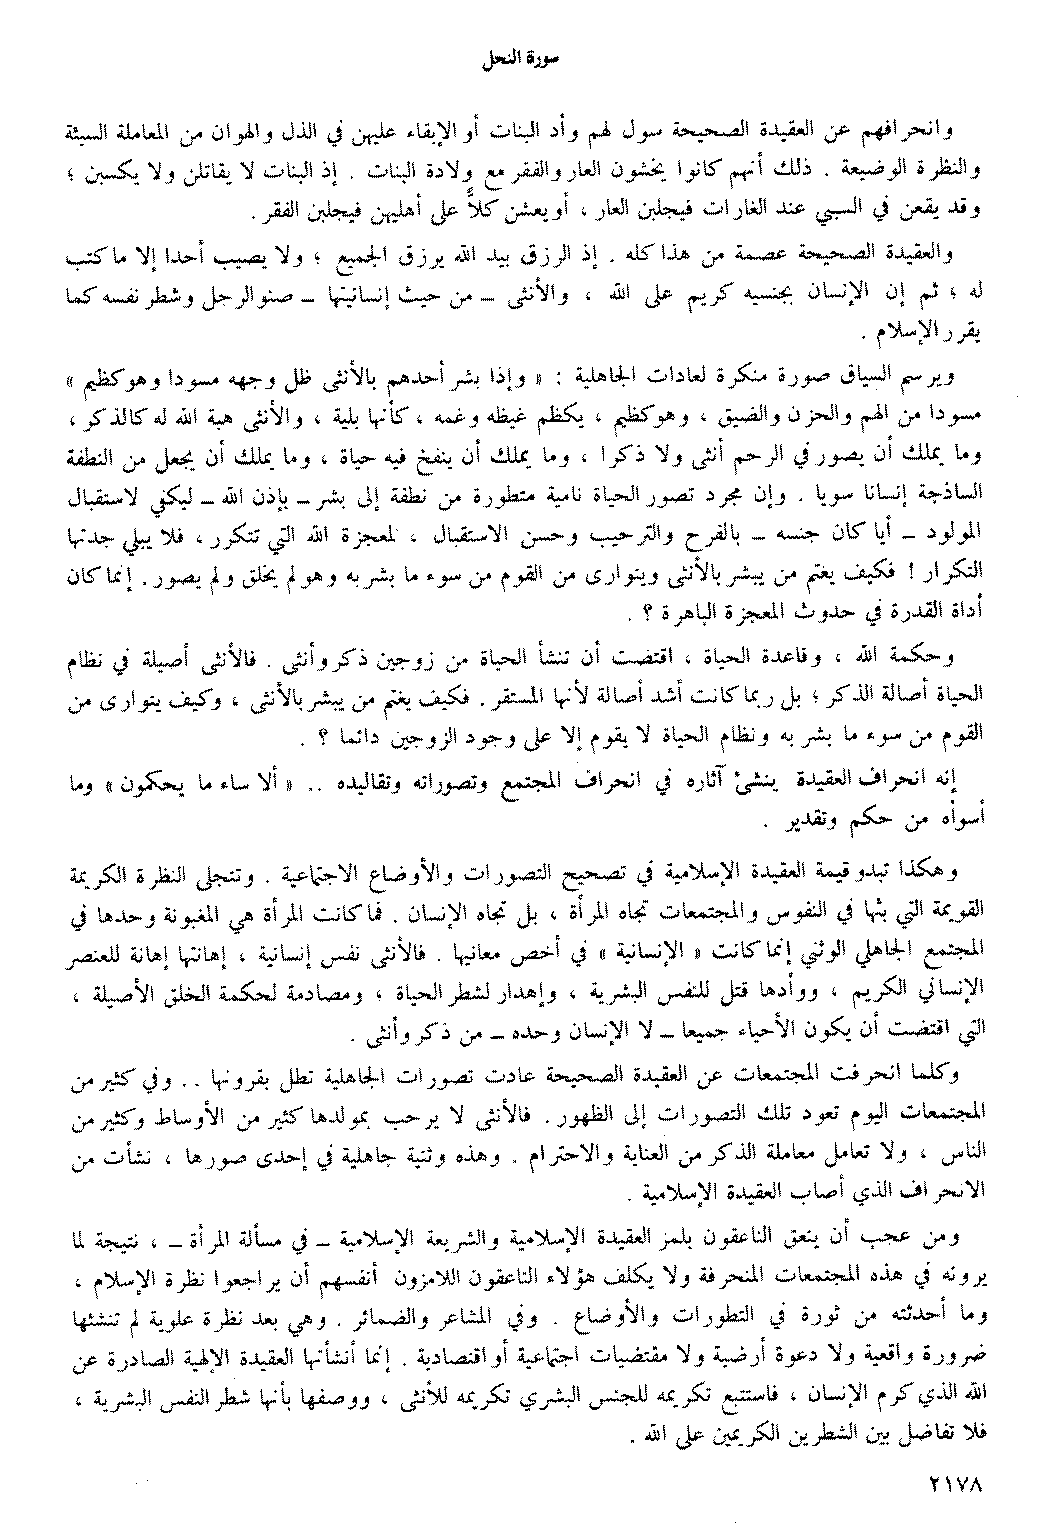 سورة النحل
وانحرافهم عن العقيدة الصحيحة سول لهم وأد البنات أو الإبقاء عليهن في الذل والهوان من المعاملة السيئة
والنظرة الوضيعة . ذلك أنهم كانوا يخشون العار والفقر مع ولادة البنات . إذ البنات لا يقاتلن ولا يكسبن ؛
وقد يقعن في السبي عند الغارات فيجلبن العار ، أو يعشن كلاًّ على أهليهن فيجلبن الفقر .
والعقيدة الصحيحة عصمة من هذا كله . إذ الرزق بيد الله يرزق الجميع ؛ ولا يصيب أحدا إلا ما كتب
له ؛ ثم إن الإنسان بجنسيه كريم على الله ، والأنثى – من حيث إنسانيتها – صنو الرجل وشطر نفسه كما
يقرر الإسلام .
ويرسم السياق صورة منكرة لعادات الجاهلية : « وإذا بشر أحدهم بالأنثى ظل وجهه مسودا وهو كظيم »
مسودا من الهم والحزن والضيق ، وهو كظيم ، يكظم غيظه وغمه ، كأنها بلية ، والأنثى هبة الله له كالذكر ،
وما يملك أن يصور في الرحم أنثى ولا ذكرا ، وما يملك أن ينفخ فيه حياة ، وما يملك أن يجعل من النطفة
الساذجة إنسانا سويا . وإن مجرد تصور الحياة نامية متطورة من نطفة إلى بشر – بإذن الله – ليكفي لاستقبال
المولود – أيا كان جنسه – بالفرح والترحيب وحسن الاستقبال ، لمعجزة الله التي تتكرر ، فلا يبلي جدتها
التكرار ! فكيف يغتم من يبشر بالأنثى ويتوارى من القوم من سوء ما بشر به وهو لم يخلق ولم يصور . إنما كان
أداة القدرة في حدوث المعجزة الباهرة ؟ .
وحكمة الله ، وقاعدة الحياة ، اقتضت أن تنشأ الحياة من زوجين ذكر وأنثى . فالأنثى أصيلة في نظام
الحياة أصالة الذكر ؛ بل ربما كانت أشد أصالة لأنها المستقر . فكيف يغتم من يبشر بالأنثى ، وكيف يتوارى من
القوم من سوء ما بشر به ونظام الحياة لا يقوم إلا على وجود الزوجين دائما ؟ .
إنه انحراف العقيدة ينشئ آثاره في انحراف المجتمع وتصوراته وتقاليده .. « ألا ساء ما يحكمون » وما
أسوأه من حكم وتقدير .
وهكذا تبدو قيمة العقيدة الإسلامية في تصحيح التصورات والأوضاع الاجتماعية . وتتجلى النظرة الكريمة
القويمة التي بثها في النفوس والمجتمعات تجاه المرأة ، بل تجاه الإنسان . فما كانت المرأة هي المغبونة وحدها في
المجتمع الجاهلي الوثني إنما كانت « الإنسانية » في أخص معانيها . فالأنثى نفس إنسانية ، إهانتها إهانة للعنصر
الإنساني الكريم ، ووأدها قتل للنفس البشرية ، وإهدار لشطر الحياة ؛ ومصادمة لحكمة الخلق الأصيلة ،
التي اقتضت أن يكون الأحياء جميعا – لا الإنسان وحده – من ذكر وأنثى .
وكلما انحرفت المجتمعات عن العقيدة الصحيحة عادت تصورات الجاهلية تطل بقرونها .. وفي كثير من
المجتمعات اليوم تعود تلك التصورات إلى الظهور . فالأنثى لا يرحب بمولدها كثير من الأوساط وكثير من
الناس ، ولا تعامل معاملة الذكر من العناية والاحترام . وهذه وثنية جاهلية في إحدى صورها ، نشأت من
الانحراف الذي أصاب العقيدة الإسلامية .
ومن عجب أن ينعق الناعقون بلمز العقيدة الإسلامية والشريعة الإسلامية – في مسألة المرأة – ، نتيجة لما
يرونه في هذه المجتمعات المنحرفة ولا يكلف هؤلاء الناعقون اللامزون أنفسهم أن يراجعوا نظرة الإسلام ،
وما أحدثته من ثورة في التطورات والأوضاع . وفي المشاعر والضمائر . وهي بعد نظرة علوية لم تنشئها
ضرورة واقعية ولا دعوة أرضية ولا مقتضيات اجتماعية أو اقتصادية . إنما أنشأتها العقيدة الإلهية الصادرة عن
الله الذي كرم الإنسان ، فاستتبع تكريمه للجنس البشري تكريمه للأنثى ، ووصفها بأنها شطر النفس البشرية ،
فلا تفاضل بين الشطرين الكريمين على الله .
٢١٧٨